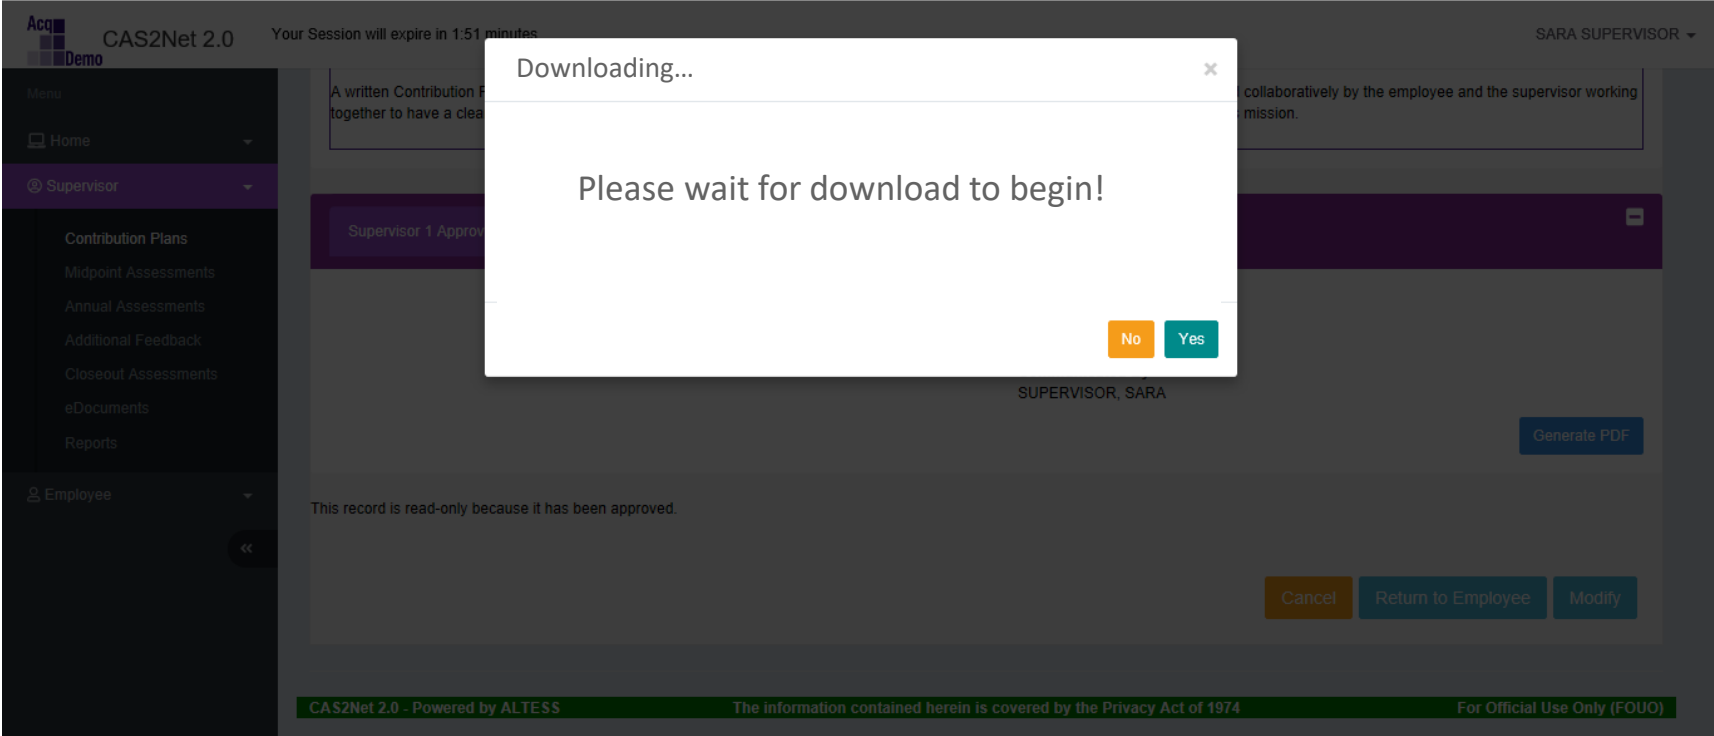 Acq
Demo
CAS2Net 2.0
Your Session will expire in 1:51 minutes
SARA SUPERVISOR
Menu
Home
Supervisor
Contribution Plans
Midpoint Assessments
Annual Assessments
Additional Feedback
Closeout Assessments
eDocuments
Reports
Employee
«
A written Contribution
collaboratively by the employee and the supervisor working
together to have a clea
mission.
Supervisor 1 Approv
Downloading...
×
Please wait for download to begin!
No Yes
SUPERVISOR, SARA
Generate PDF
This record is read-only because it has been approved.
Cancel Return to Employee Modify
CAS2Net 2.0 - Powered by ALTESS The information contained herein is covered by the Privacy Act of 1974 For Official Use Only (FOUO)